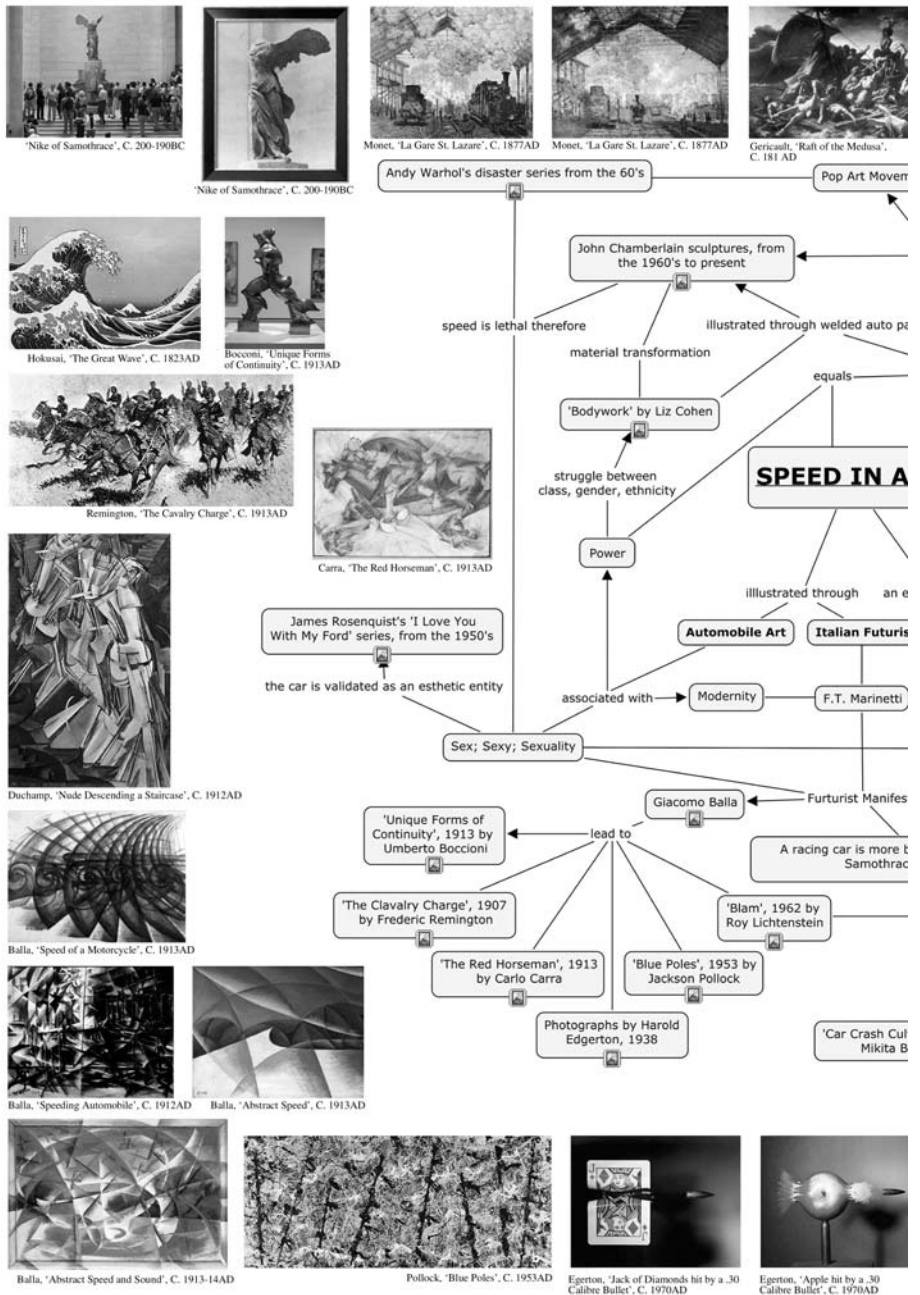 'Nike of Samothrace', C. 200-190BC
'Nike of Samothrace', C. 200-190BC
Monet, 'La Gare St. Lazare', C. 1877AD
Monet, 'La Gare St. Lazare', C. 1877AD
Gericault, 'Raft of the Medusa',
C. 181 AD
Andy Warhol's disaster series from the 60's
Pop Art Movem
John Chamberlain sculptures, from
the 1960's to present
Hokusai, 'The Great Wave', C. 1823AD
Bocconi, 'Unique Forms
of Continuity', C. 1913AD
speed is lethal therefore
illustrated through welded auto pa
material transformation
equals
'Bodywork' by Liz Cohen
Remington, 'The Cavalry Charge', C. 1913AD
struggle between
class, gender, ethnicity
SPEED IN A
Carra, 'The Red Horseman', C. 1913AD
Power
illlustrated through
an e
James Rosenquist's 'I Love You
With My Ford' series, from the 1950's
Automobile Art
Italian Futuris
the car is validated as an esthetic entity
associated with
Modernity
F.T. Marinetti
Sex; Sexy; Sexuality
Duchamp, 'Nude Descending a Staircase', C. 1912AD
Giacomo Balla
Furturist Manifest
'Unique Forms of
Continuity', 1913 by
Umberto Boccioni
lead to
A racing car is more b
Samothrac
'The Clavalry Charge', 1907
by Frederic Remington
'Blam', 1962 by
Roy Lichtenstein
Balla, 'Speed of a Motorcycle', C. 1913AD
'The Red Horseman', 1913
by Carlo Carra
'Blue Poles', 1953 by
Jackson Pollock
Photographs by Harold
Edgerton, 1938
'Car Crash Cult
Mikita B
Balla, 'Speeding Automobile', C. 1912AD
Balla, 'Abstract Speed', C. 1913AD
Balla, 'Abstract Speed and Sound', C. 1913-14AD
Pollock, 'Blue Poles', C. 1953AD
Egerton, 'Jack of Diamonds hit by a .30
Calibre Bullet', C. 1970AD
Egerton, 'Apple hit by a .30
Calibre Bullet', C. 1970AD